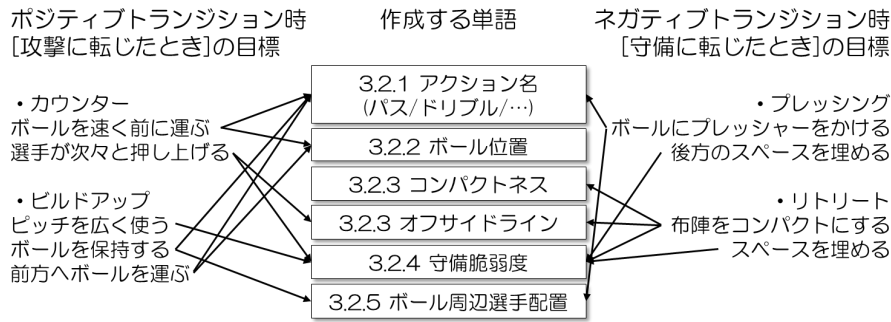 ポジティブトランジション時
[攻撃に転じたとき]の目標
・カウンター
ボールを速く前に運ぶ
選手が次々と押し上げる
・ビルドアップ
ピッチを広く使う
ボールを保持する
前方へボールを運ぶ
作成する単語
3.2.1 アクション名
(パス/ドリブル/…)
3.2.2 ボール位置
3.2.3 コンパクトネス
3.2.3 オフサイドライン
3.2.4 守備脆弱度
3.2.5 ボール周辺選手配置
ネガティブトランジション時
[守備に転じたとき]の目標
・プレッシング
ボールにプレッシャーをかける
後方のスペースを埋める
・リトリート
布陣をコンパクトにする
スペースを埋める